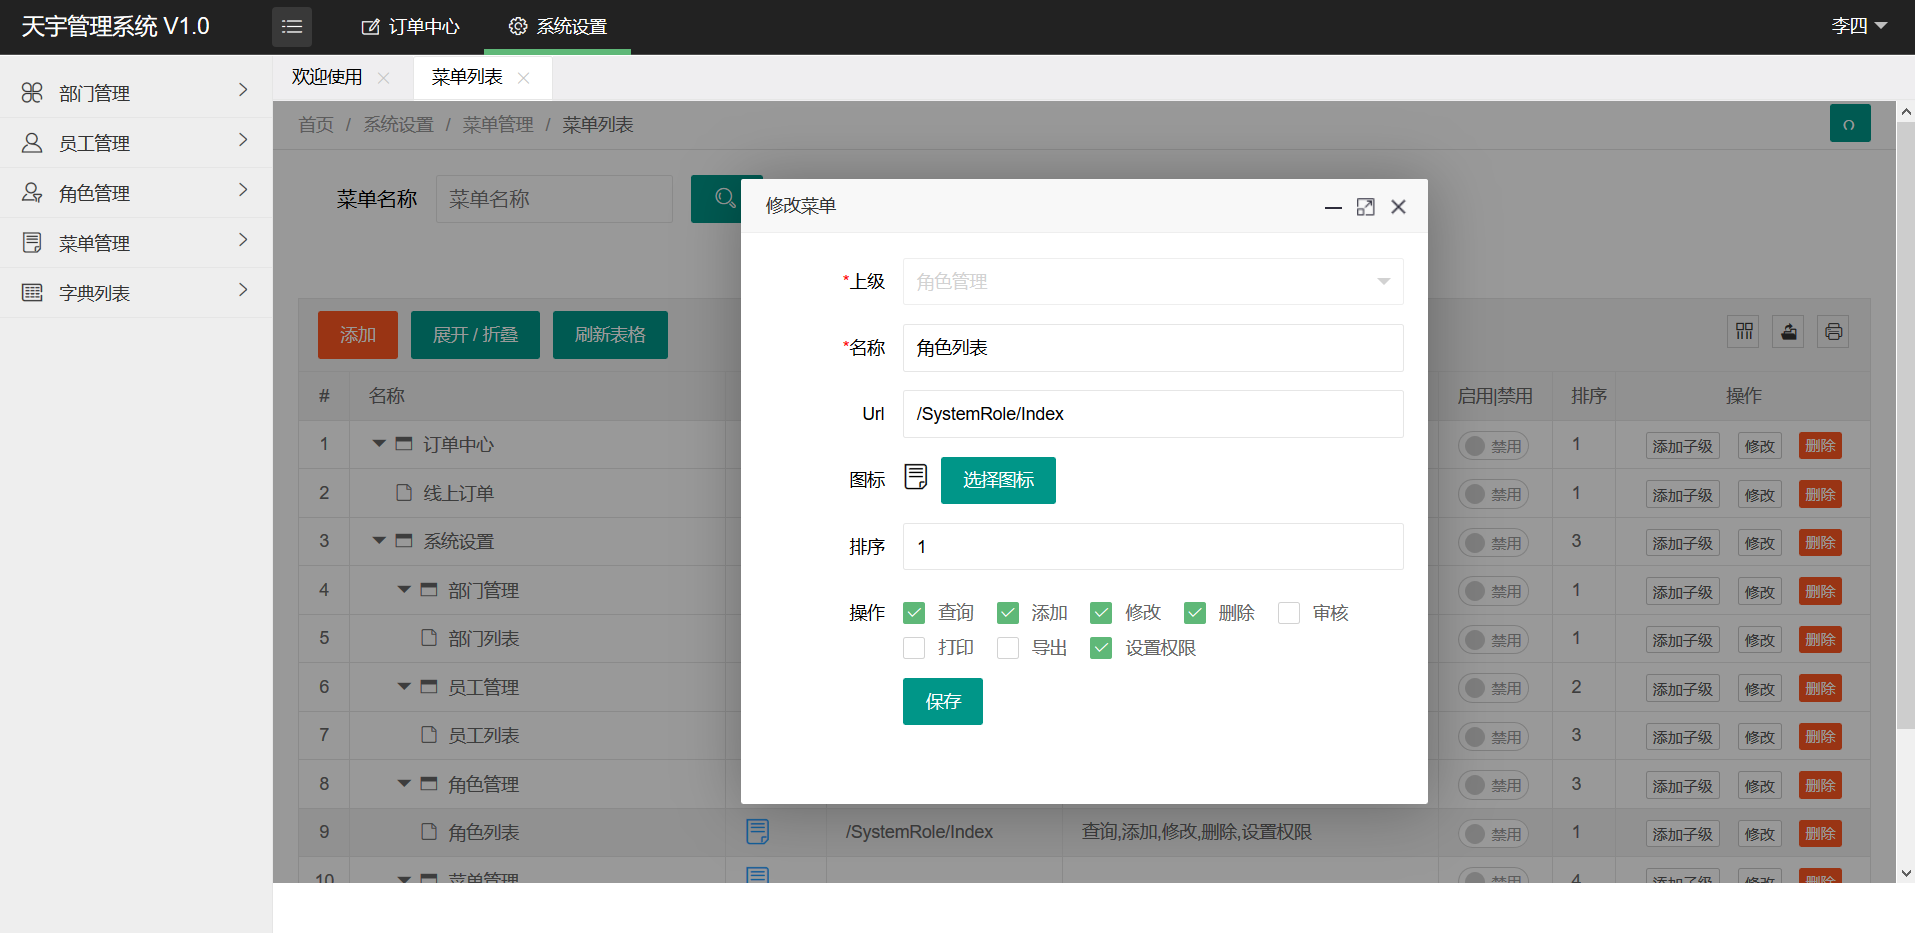 天宇管理系统 V1.0
订单中心
系统设置
李四
部门管理
员工管理
角色管理
菜单管理
字典列表
欢迎使用
菜单列表
首页 / 系统设置 / 菜单管理 / 菜单列表
菜单名称
菜单名称
修改菜单
*上级
角色管理
*名称
角色列表
Url
/SystemRole/Index
图标
选择图标
排序
1
操作
查询 添加 修改 删除 审核
打印 导出 设置权限
保存
添加
展开 / 折叠
刷新表格
# 名称 启用|禁用 排序 操作
1 订单中心 禁用 1 添加子级 修改 删除
2 线上订单 禁用 1 添加子级 修改 删除
3 系统设置 禁用 3 添加子级 修改 删除
4 部门管理 禁用 1 添加子级 修改 删除
5 部门列表 禁用 1 添加子级 修改 删除
6 员工管理 禁用 2 添加子级 修改 删除
7 员工列表 禁用 3 添加子级 修改 删除
8 角色管理 禁用 3 添加子级 修改 删除
9 角色列表 /SystemRole/Index 查询,添加,修改,删除,设置权限 禁用 1 添加子级 修改 删除
10 菜单管理 禁用 4 添加子级 修改 删除